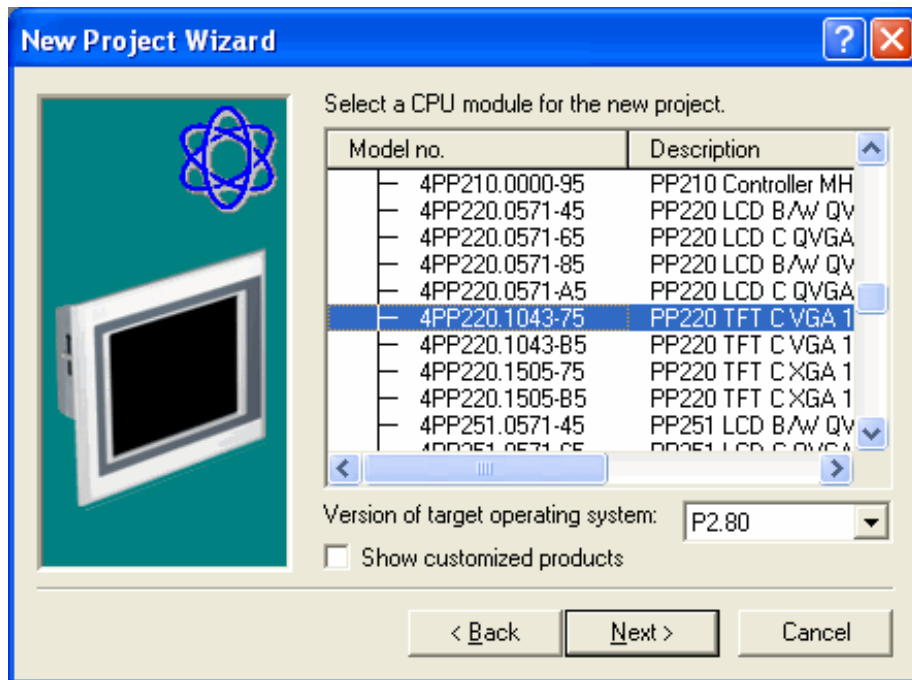 New Project Wizard
Select a CPU module for the new project.
Model no. Description
4PP210.0000-95 PP210 Controller MH
4PP220.0571-45 PP220 LCD B/W QV
4PP220.0571-65 PP220 LCD C QVGA
4PP220.0571-85 PP220 LCD B/W QV
4PP220.0571-A5 PP220 LCD C QVGA
4PP220.1043-75 PP220 TFT C VGA 1
4PP220.1043-B5 PP220 TFT C VGA 1
4PP220.1505-75 PP220 TFT C XGA 1
4PP220.1505-B5 PP220 TFT C XGA 1
4PP251.0571-45 PP251 LCD B/W QV
Version of target operating system: P2.80
Show customized products
< Back Next > Cancel